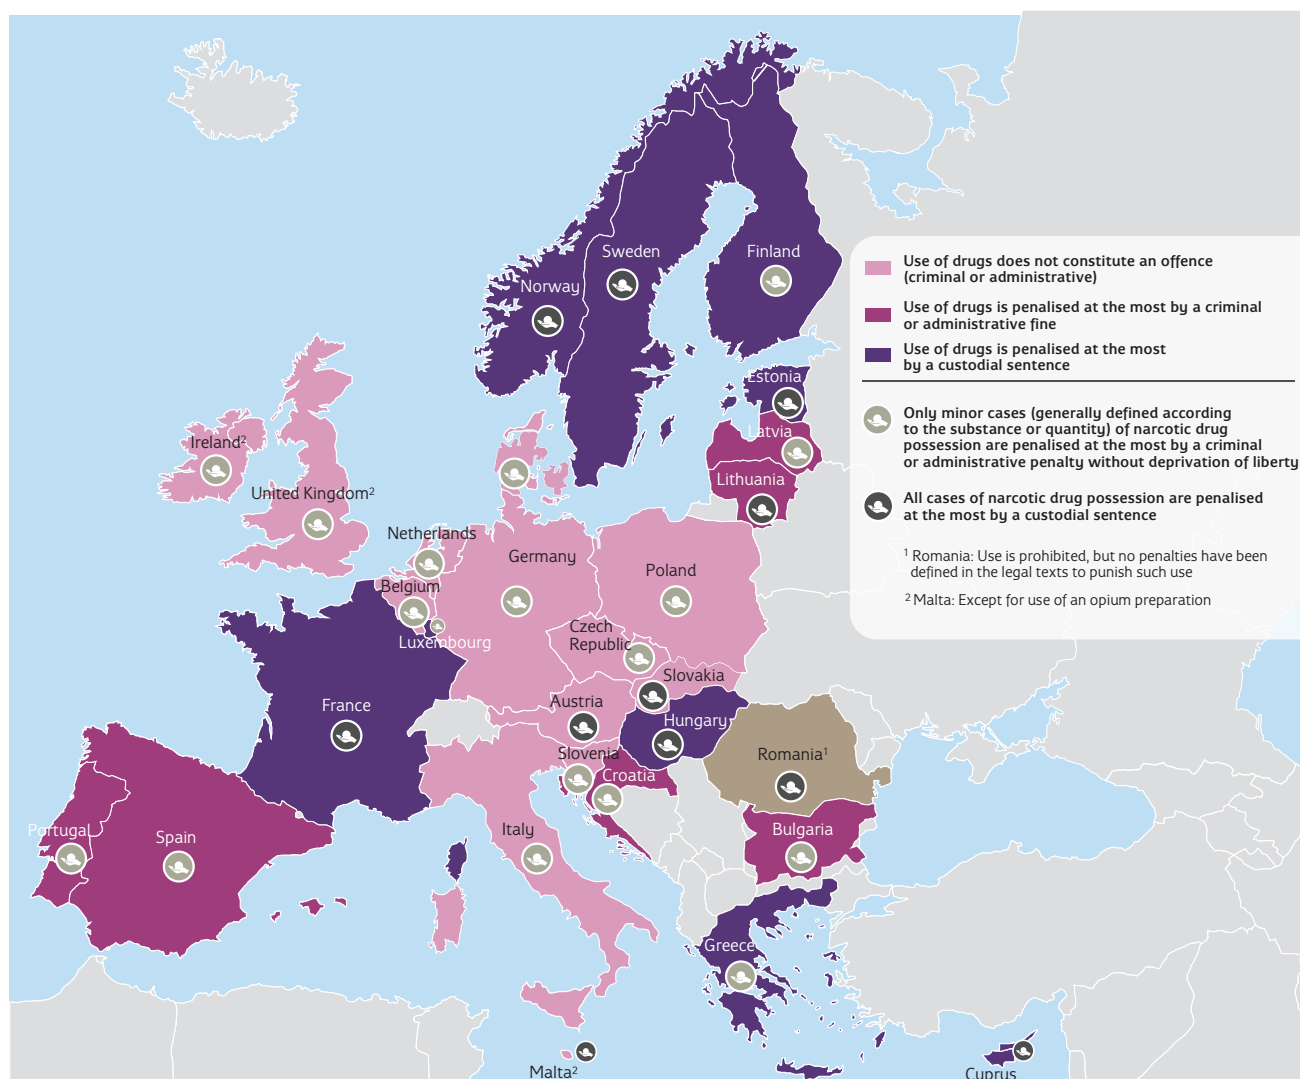 Sweden
Finland
Norway
Use of drugs does not constitute an offence
(criminal or administrative)
Use of drugs is penalised at the most by a criminal
or administrative fine
Use of drugs is penalised at the most
by a custodial sentence
Only minor cases (generally defined according
to the substance or quantity) of narcotic drug
possession are penalised at the most by a criminal
or administrative penalty without deprivation of liberty
All cases of narcotic drug possession are penalised
at the most by a custodial sentence
1 Romania: Use is prohibited, but no penalties have been
defined in the legal texts to punish such use
2 Malta: Except for use of an opium preparation
Estonia
Latvia
Lithuania
Ireland2
United Kingdom2
Netherlands
Germany
Poland
Belgium
Luxembourg
Czech
Republic
Slovakia
France
Austria
Hungary
Slovenia
Croatia
Romania1
Portugal
Spain
Italy
Bulgaria
Greece
Malta2
Cuprus